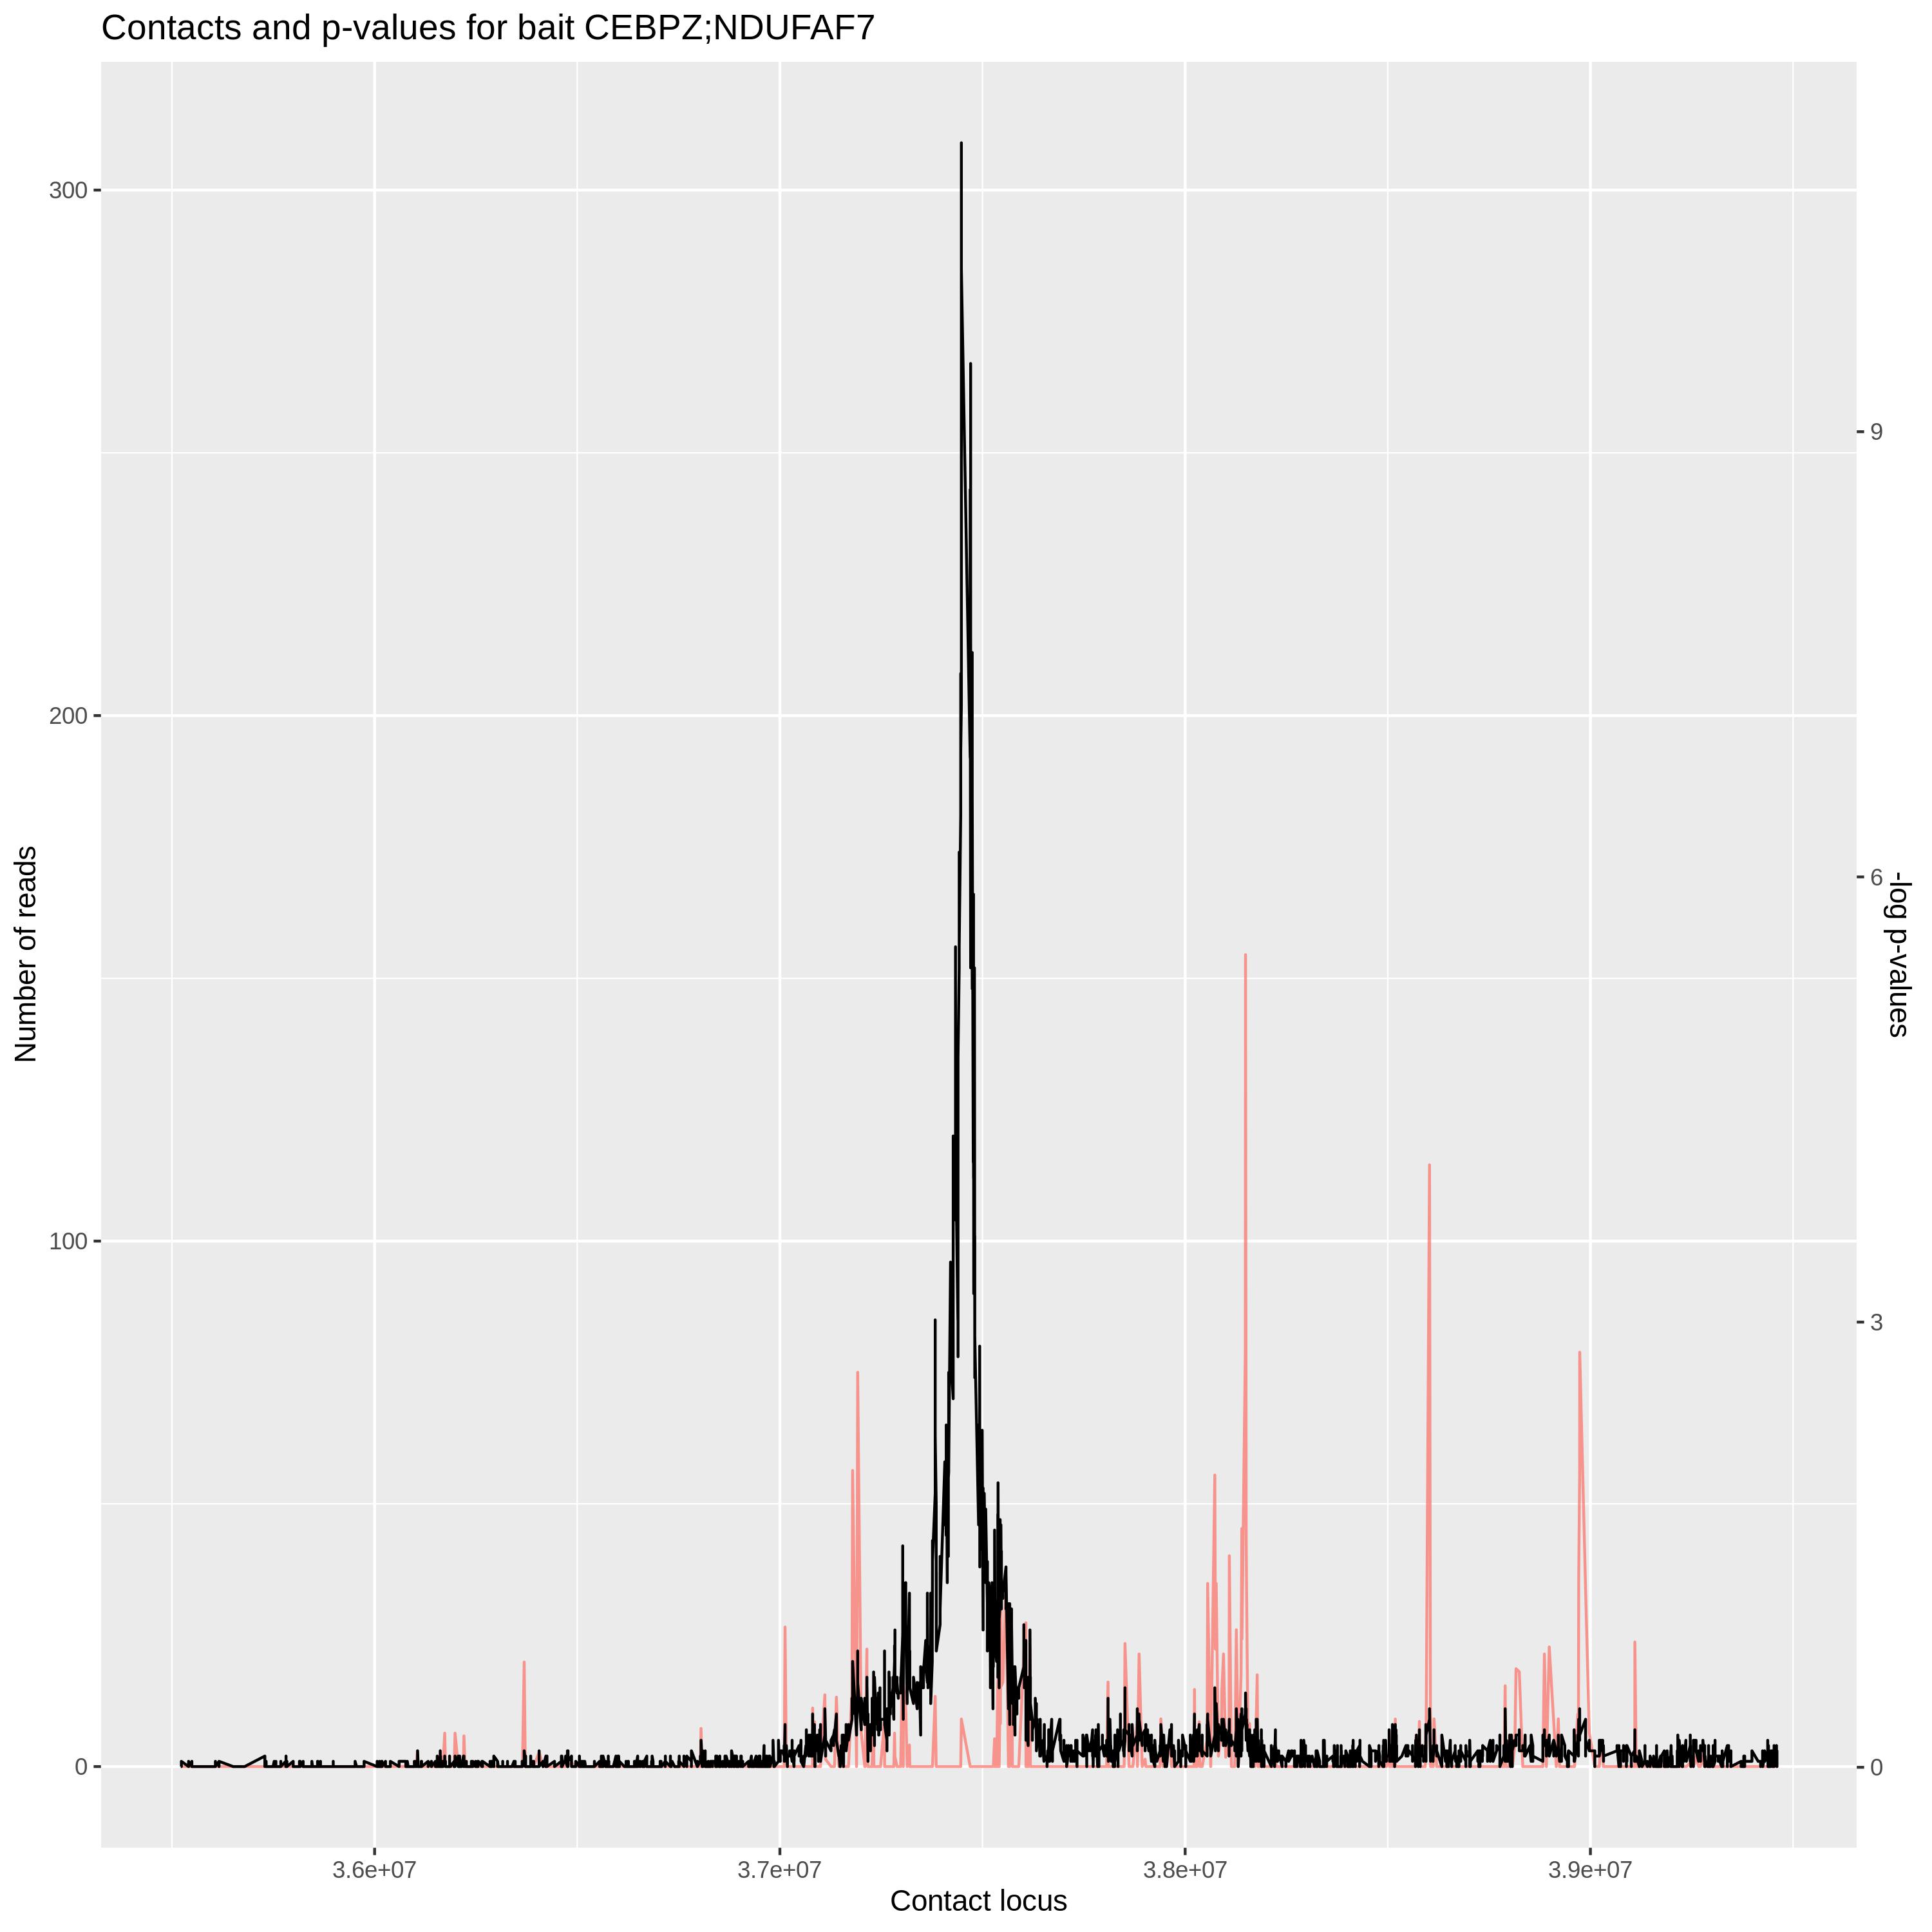 Contacts and p-values for bait CEBPZ;NDUFAF7
300
200
100
0
Number of reads
9
6
3
0
-log p-values
3.6e+07
3.7e+07
3.8e+07
3.9e+07
Contact locus